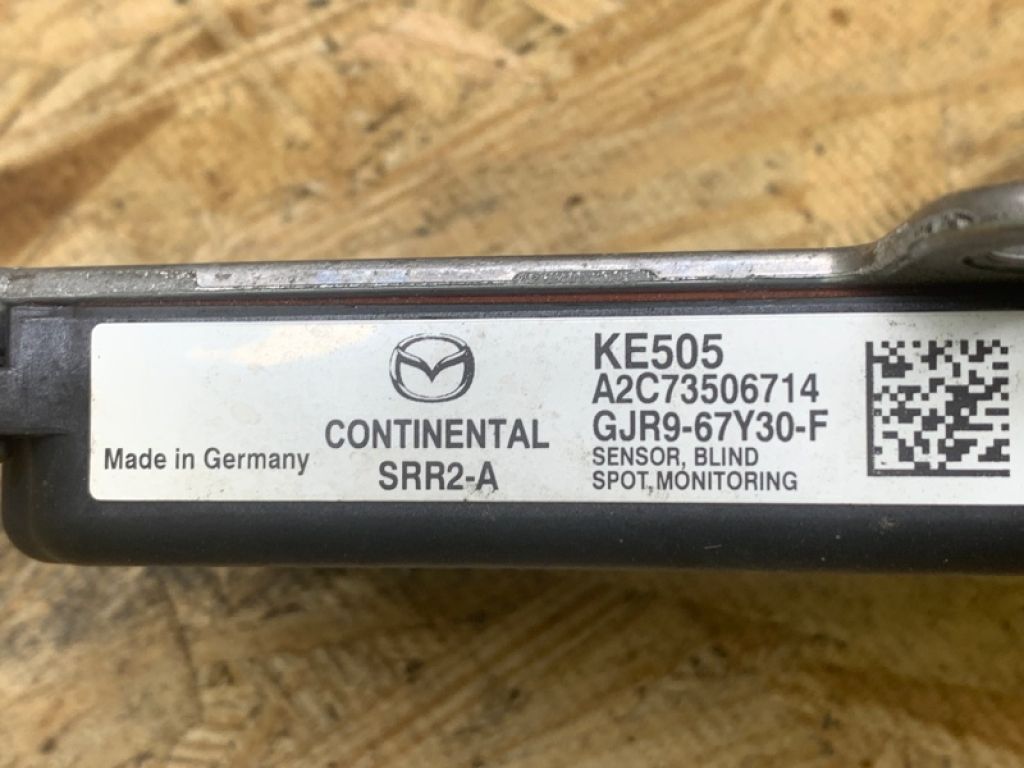 Made in Germany
CONTINENTAL
SRR2-A
KE505
A2C73506714
GJR9-67Y30-F
SENSOR, BLIND
SPOT MONITORING